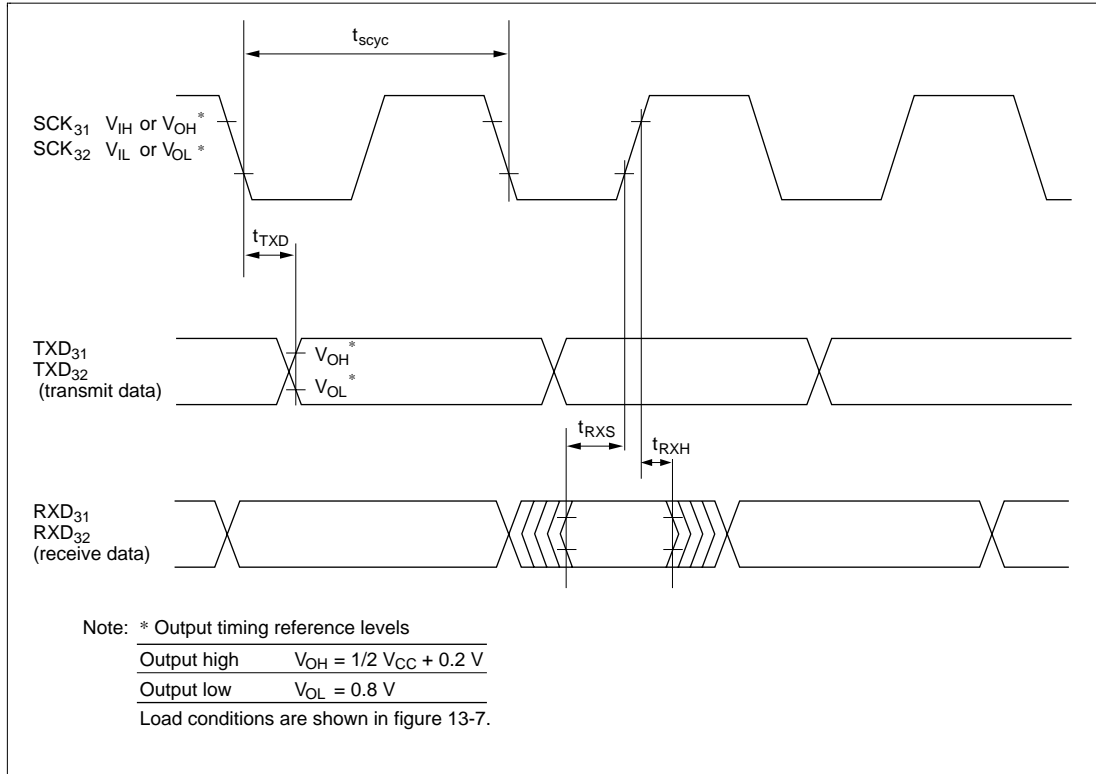 tscyc
SCK31 VIH or VOH*
SCK32 VIL or VOL*
tTXD
TXD31
TXD32
(transmit data)
VOH*
VOL*
tRXS
tRXH
RXD31
RXD32
(receive data)
Note: * Output timing reference levels
Output high VOH = 1/2 VCC + 0.2 V
Output low VOL = 0.8 V
Load conditions are shown in figure 13-7.